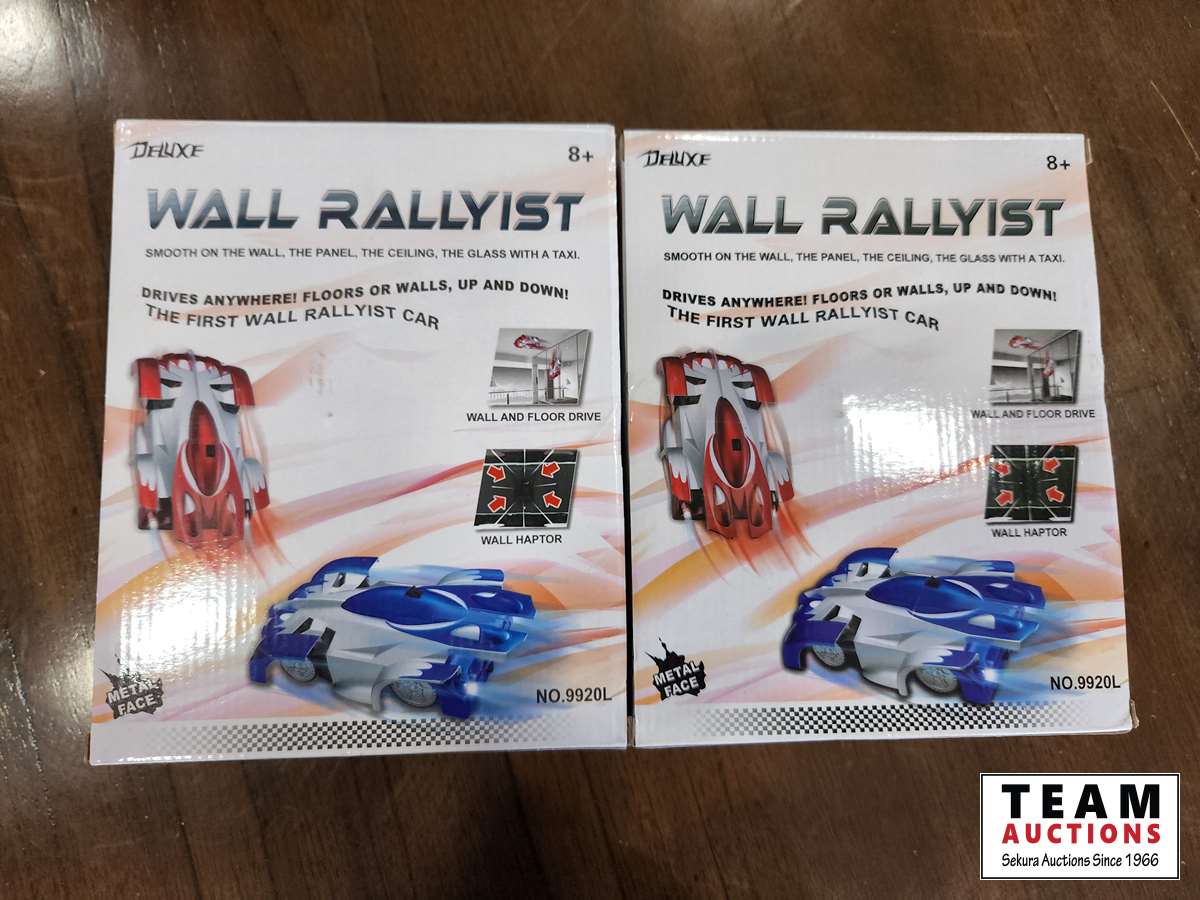 DELUXE
8+
WALL RALLYIST
SMOOTH ON THE WALL, THE PANEL, THE CEILING, THE GLASS WITH A TAXI.
DRIVES ANYWHERE! FLOORS OR WALLS, UP AND DOWN!
THE FIRST WALL RALLYIST CAR
WALL AND FLOOR DRIVE
WALL HAPTOR
METAL
FACE
NO.9920L
DELUXE
8+
WALL RALLYIST
SMOOTH ON THE WALL, THE PANEL, THE CEILING, THE GLASS WITH A TAXI.
DRIVES ANYWHERE! FLOORS OR WALLS, UP AND DOWN!
THE FIRST WALL RALLYIST CAR
WALL AND FLOOR DRIVE
WALL HAPTOR
METAL
FACE
NO.9920L
TEAM
AUCTIONS
Sekura Auctions Since 1966